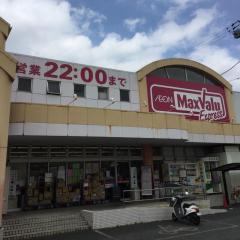 営業22:00まで
AEON
MaxValu
Express